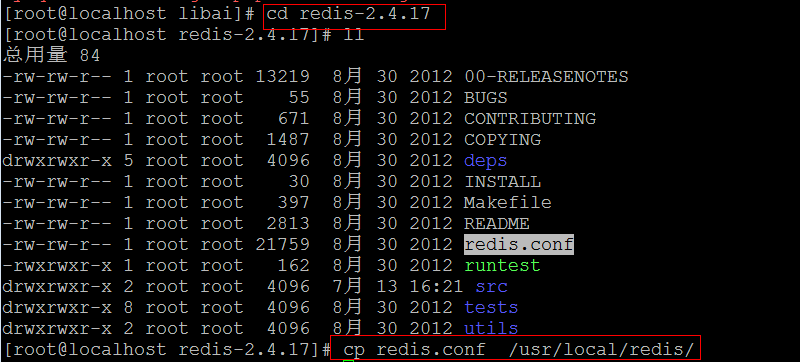 [root@localhost libai]# cd redis-2.4.17
[root@localhost redis-2.4.17]# ll
总用量 84
-rw-rw-r-- 1 root root 13219 8月 30 2012 00-RELEASENOTES
-rw-rw-r-- 1 root root 55 8月 30 2012 BUGS
-rw-rw-r-- 1 root root 671 8月 30 2012 CONTRIBUTING
-rw-rw-r-- 1 root root 1487 8月 30 2012 COPYING
drwxrwxr-x 5 root root 4096 8月 30 2012 deps
-rw-rw-r-- 1 root root 30 8月 30 2012 INSTALL
-rw-rw-r-- 1 root root 397 8月 30 2012 Makefile
-rw-rw-r-- 1 root root 2813 8月 30 2012 README
-rw-rw-r-- 1 root root 21759 8月 30 2012 redis.conf
-rwxrwxr-x 1 root root 162 8月 30 2012 runtest
drwxrwxr-x 2 root root 4096 7月 13 16:21 src
drwxrwxr-x 8 root root 4096 8月 30 2012 tests
drwxrwxr-x 2 root root 4096 8月 30 2012 utils
[root@localhost redis-2.4.17]# cp redis.conf /usr/local/redis/